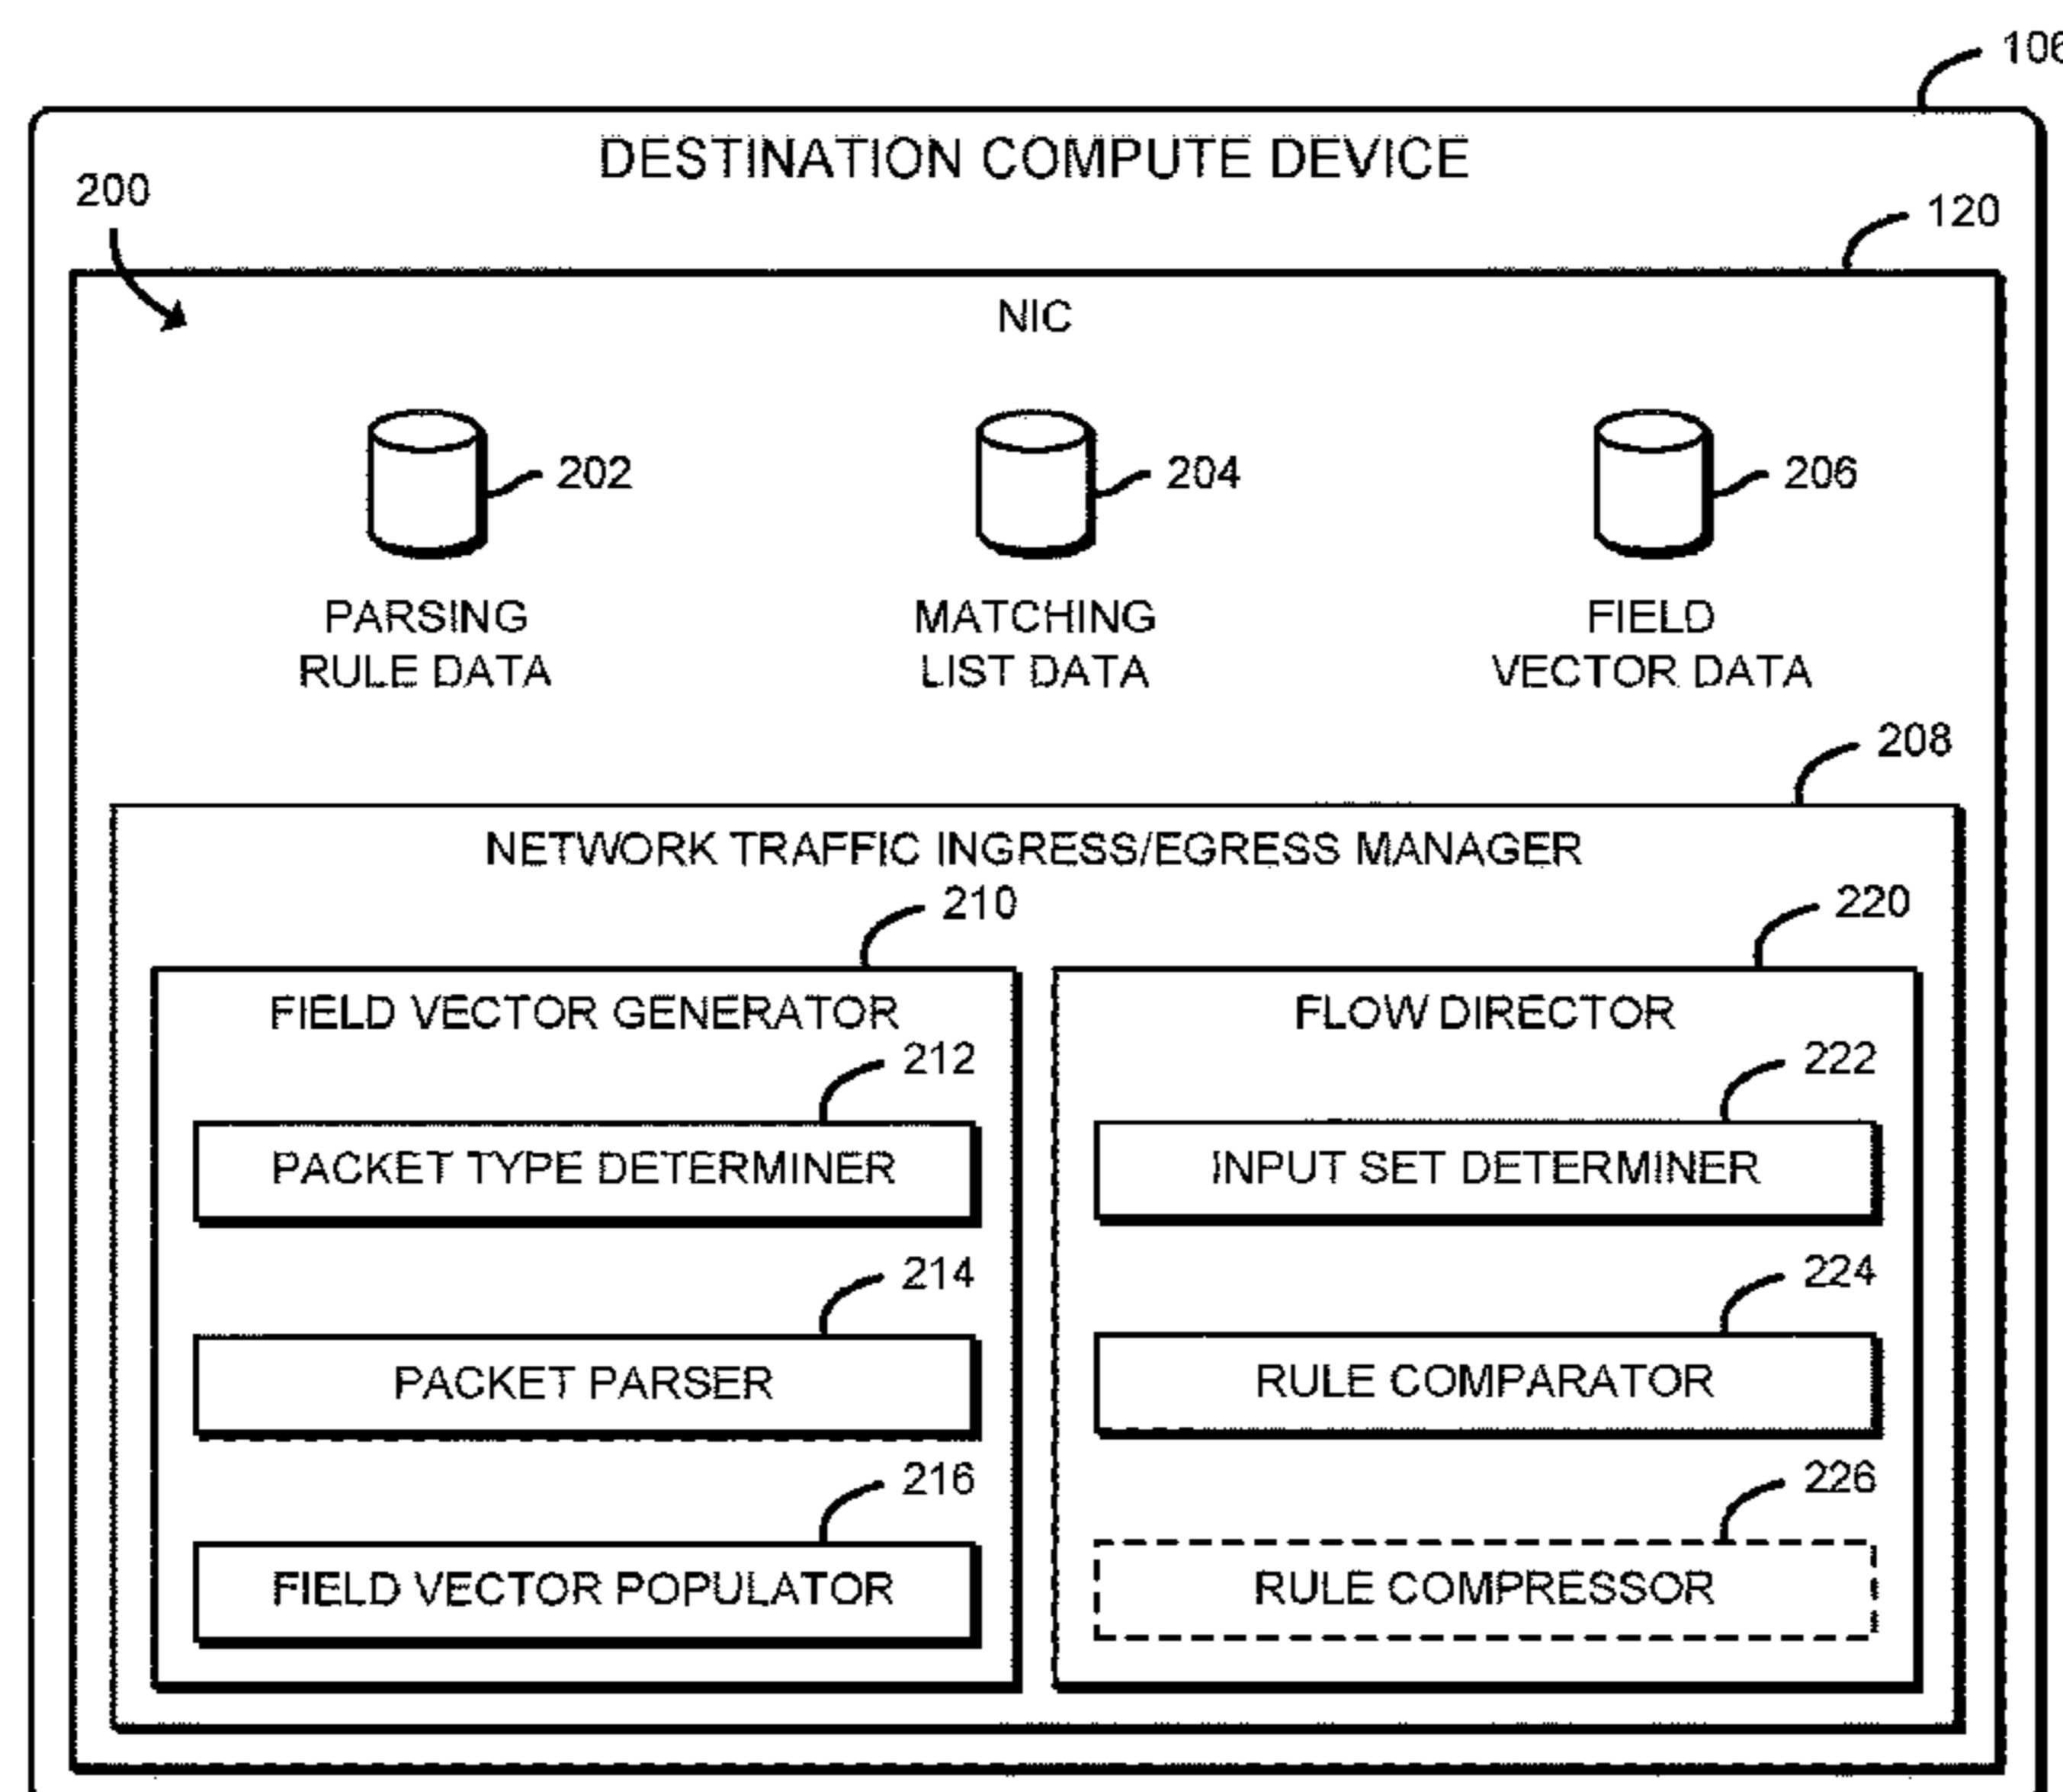 106
DESTINATION COMPUTE DEVICE
200
120
NIC
202
204
206
PARSING
RULE DATA
MATCHING
LIST DATA
FIELD
VECTOR DATA
208
NETWORK TRAFFIC INGRESS/EGRESS MANAGER
210
220
FIELD VECTOR GENERATOR
FLOW DIRECTOR
212
222
PACKET TYPE DETERMINER
INPUT SET DETERMINER
214
224
PACKET PARSER
RULE COMPARATOR
216
226
FIELD VECTOR POPULATOR
RULE COMPRESSOR